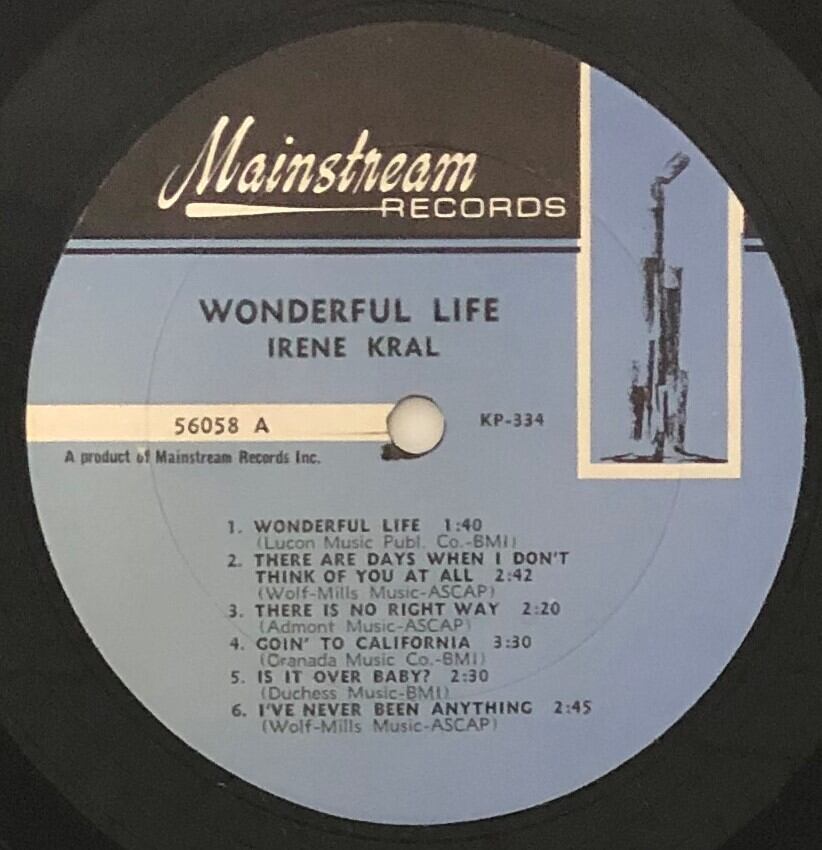 Mainstream
RECORDS
WONDERFUL LIFE
IRENE KRAL
56058 A
KP-334
A product of Mainstream Records Inc.
1. WONDERFUL LIFE 1:40
(Lucon Music Publ. Co.-BMI)
2. THERE ARE DAYS WHEN I DON'T
THINK OF YOU AT ALL 2:42
(Wolf-Mills Music-ASCAP)
3. THERE IS NO RIGHT WAY 2:20
(Admont Music-ASCAP)
4. GOIN' TO CALIFORNIA 3:30
(Granada Music Co.-BMI)
5. IS IT OVER BABY? 2:30
(Duchess Music-BMI)
6. I'VE NEVER BEEN ANYTHING 2:45
(Wolf-Mills Music-ASCAP)